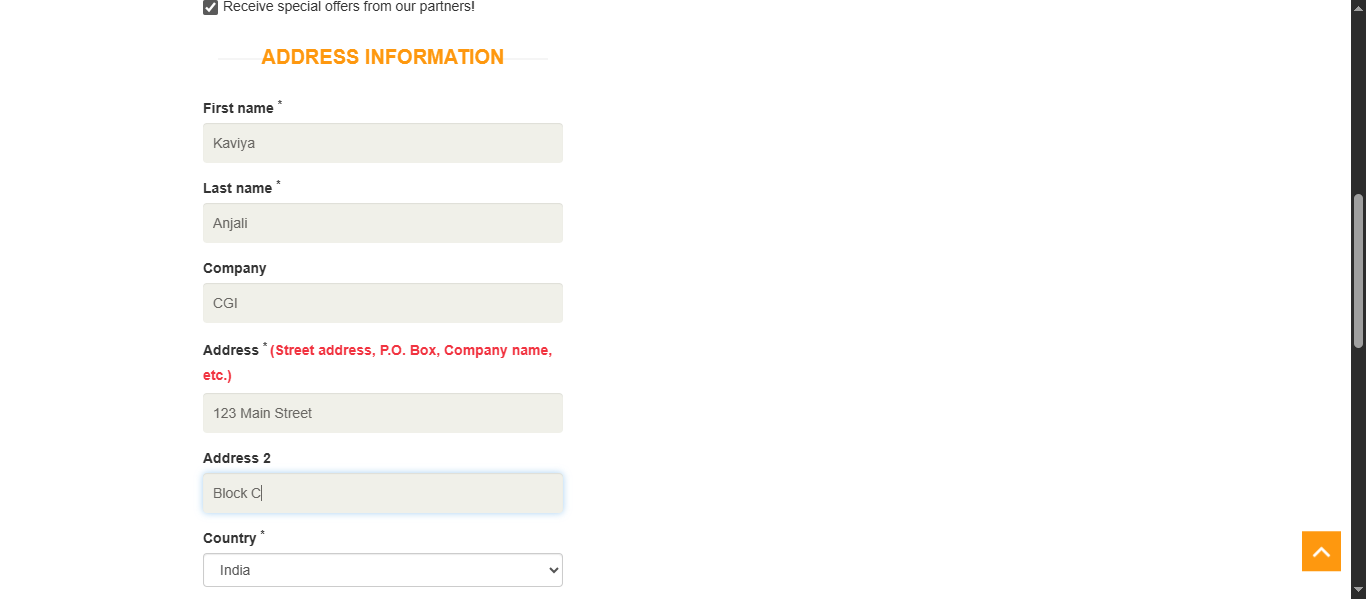 Receive special offers from our partners!
ADDRESS INFORMATION
First name *
Kaviya
Last name *
Anjali
Company
CGI
Address * (Street address, P.O. Box, Company name,
etc.)
123 Main Street
Address 2
Block C
Country *
India